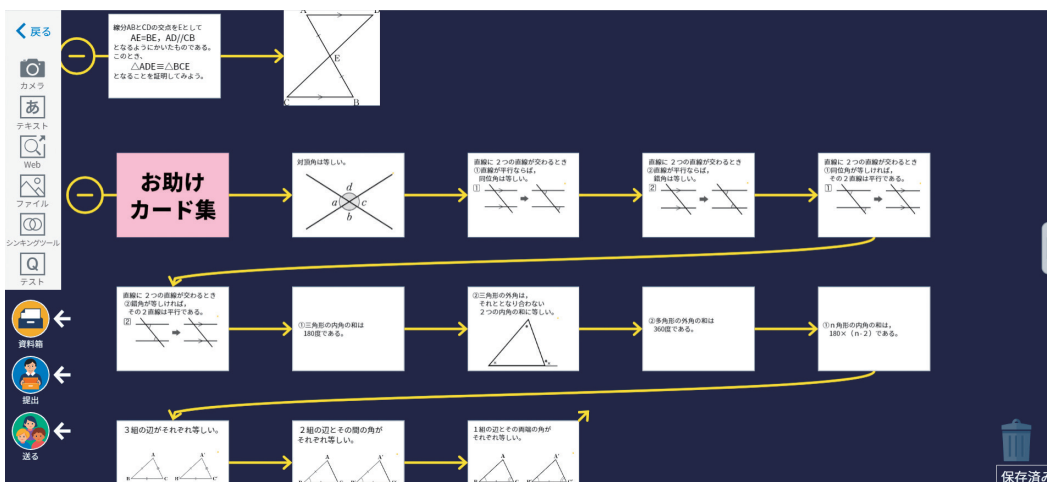 戻る
カメラ
あ
テキスト
Web
ファイル
シンキングツール
Q
テスト
資料箱
提出
送る
線分ABとCDの交点をEとして
AE=BE，AD//CB
となるようにかいたものである。
このとき、
△ADE≡△BCE
となることを証明してみよう。
E
C
B
お助け
カード集
対頂角は等しい。
d
a
c
b
直線に２つの直線が交わるとき
①直線が平行ならば，
同位角は等しい。
①
直線に２つの直線が交わるとき
②直線が平行ならば，
錯角は等しい。
②
直線に２つの直線が交わるとき
①同位角が等しければ，
その２直線は平行である。
①
直線に２つの直線が交わるとき
②錯角が等しければ，
その２直線は平行である。
②
①三角形の内角の和は
180度である。
②三角形の外角は，
それととなり合わない
２つの内角の和に等しい。
②多角形の外角の和は
360度である。
①ｎ角形の内角の和は，
180×（n-2）である。
３組の辺がそれぞれ等しい。
A
A'
B
C
B'
C'
２組の辺とその間の角が
それぞれ等しい。
A
A'
1組の辺とその両端の角が
それぞれ等しい。
A
A'
保存済み